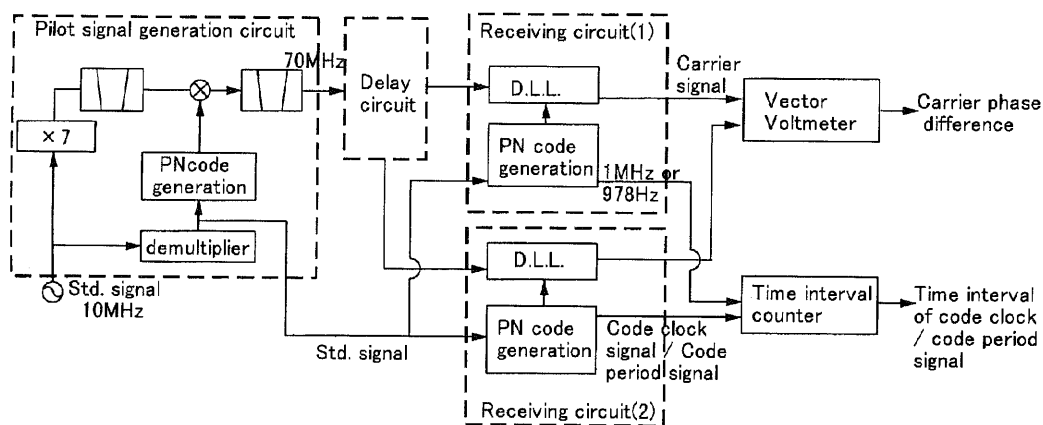 Pilot signal generation circuit
70MHz
× 7
PN code
generation
demultiplier
Std. signal
10MHz
Delay
circuit
Std. signal
Receiving circuit(1)
D.L.L.
PN code
generation
1MHz or
978Hz
Carrier
signal
Vector
Voltmeter
Carrier phase
difference
D.L.L.
PN code
generation
Code clock
signal / Code
period signal
Receiving circuit(2)
Time interval
counter
Time interval
of code clock
/ code period
signal